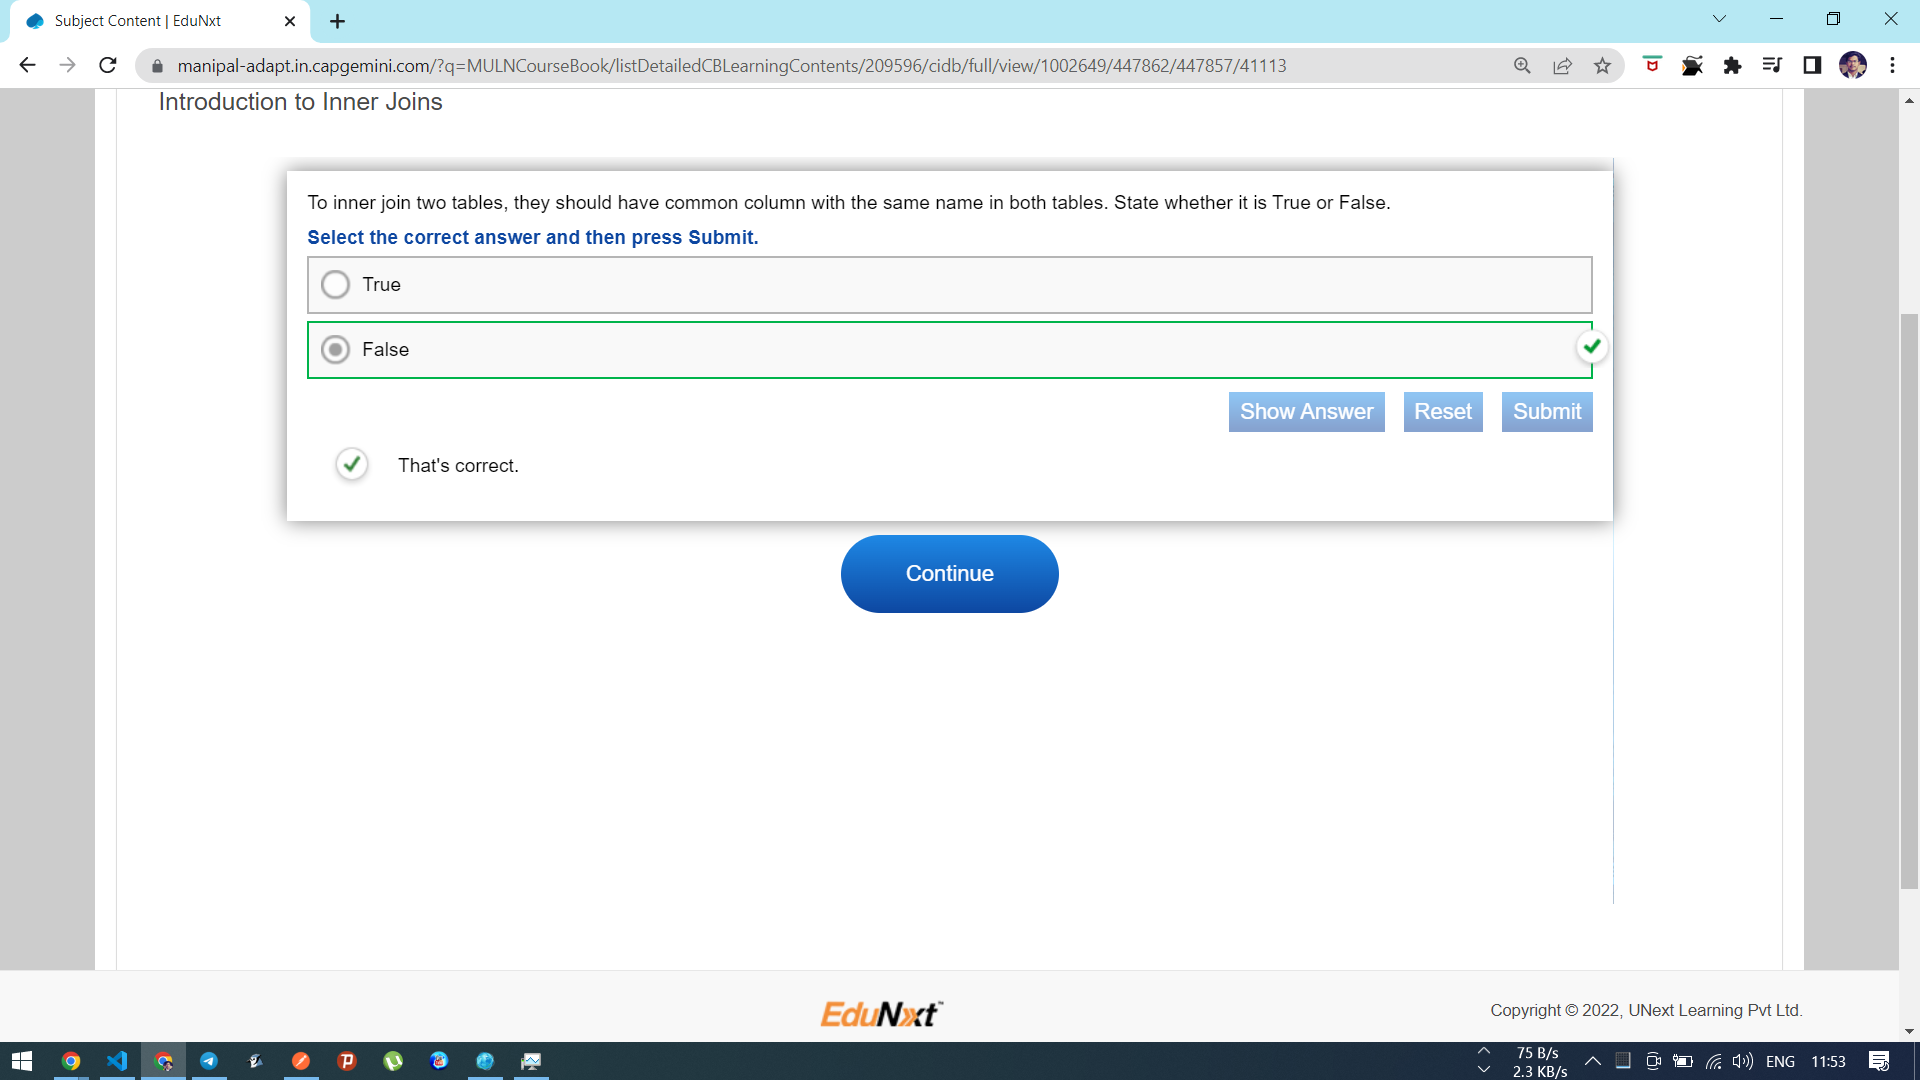 Subject Content | EduNxt
manipal-adapt.in.capgemini.com/?q=MULNCourseBook/listDetailedCBLearningContents/209596/cidb/full/view/1002649/447862/447857/41113
Introduction to Inner Joins
To inner join two tables, they should have common column with the same name in both tables. State whether it is True or False.
Select the correct answer and then press Submit.
True
False
Show Answer Reset Submit
That's correct.
Continue
EduNxt
Copyright © 2022, UNext Learning Pvt Ltd.
75 B/s
2.3 KB/s
ENG 11:53